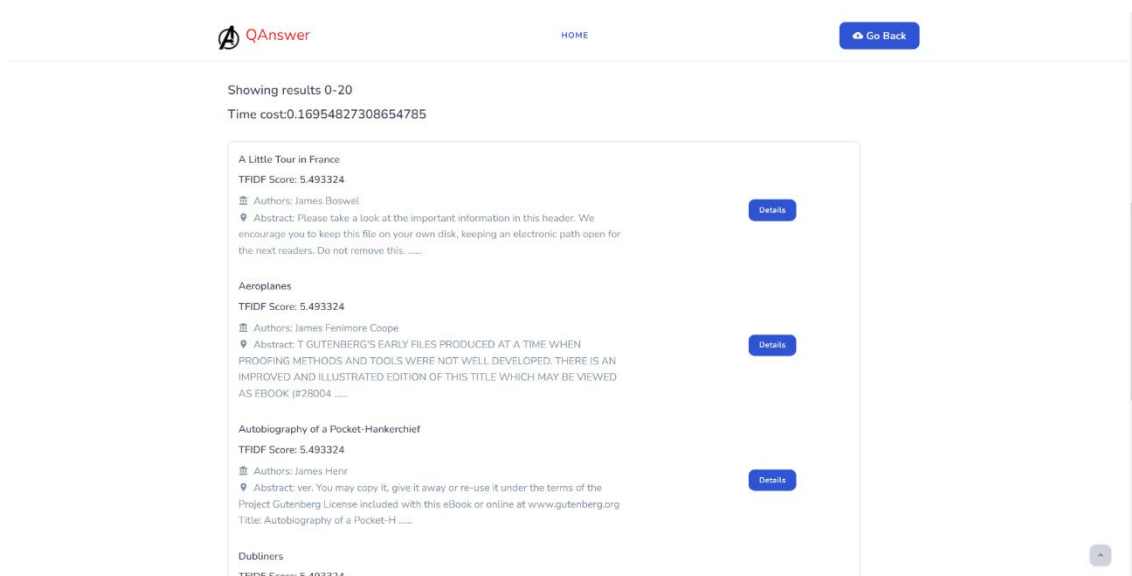 QAnswer
HOME
Go Back
Showing results 0-20
Time cost:0.16954827308654785
A Little Tour in France
TFIDF Score: 5.493324
Authors: James Boswel
Details
Abstract: Please take a look at the important information in this header. We
encourage you to keep this file on your own disk, keeping an electronic path open for
the next readers. Do not remove this. ......
Aeroplanes
TFIDF Score: 5.493324
Authors: James Fenimore Coope
Details
Abstract: T GUTENBERG'S EARLY FILES PRODUCED AT A TIME WHEN
PROOFING METHODS AND TOOLS WERE NOT WELL DEVELOPED. THERE IS AN
IMPROVED AND ILLUSTRATED EDITION OF THIS TITLE WHICH MAY BE VIEWED
AS EBOOK (#28004 ......
Autobiography of a Pocket-Hankerchief
TFIDF Score: 5.493324
Authors: James Henr
Details
Abstract: ver. You may copy it, give it away or re-use it under the terms of the
Project Gutenberg License included with this eBook or online at www.gutenberg.org
Title: Autobiography of a Pocket-H ......
Dubliners
TFIDF Score: 5.493324